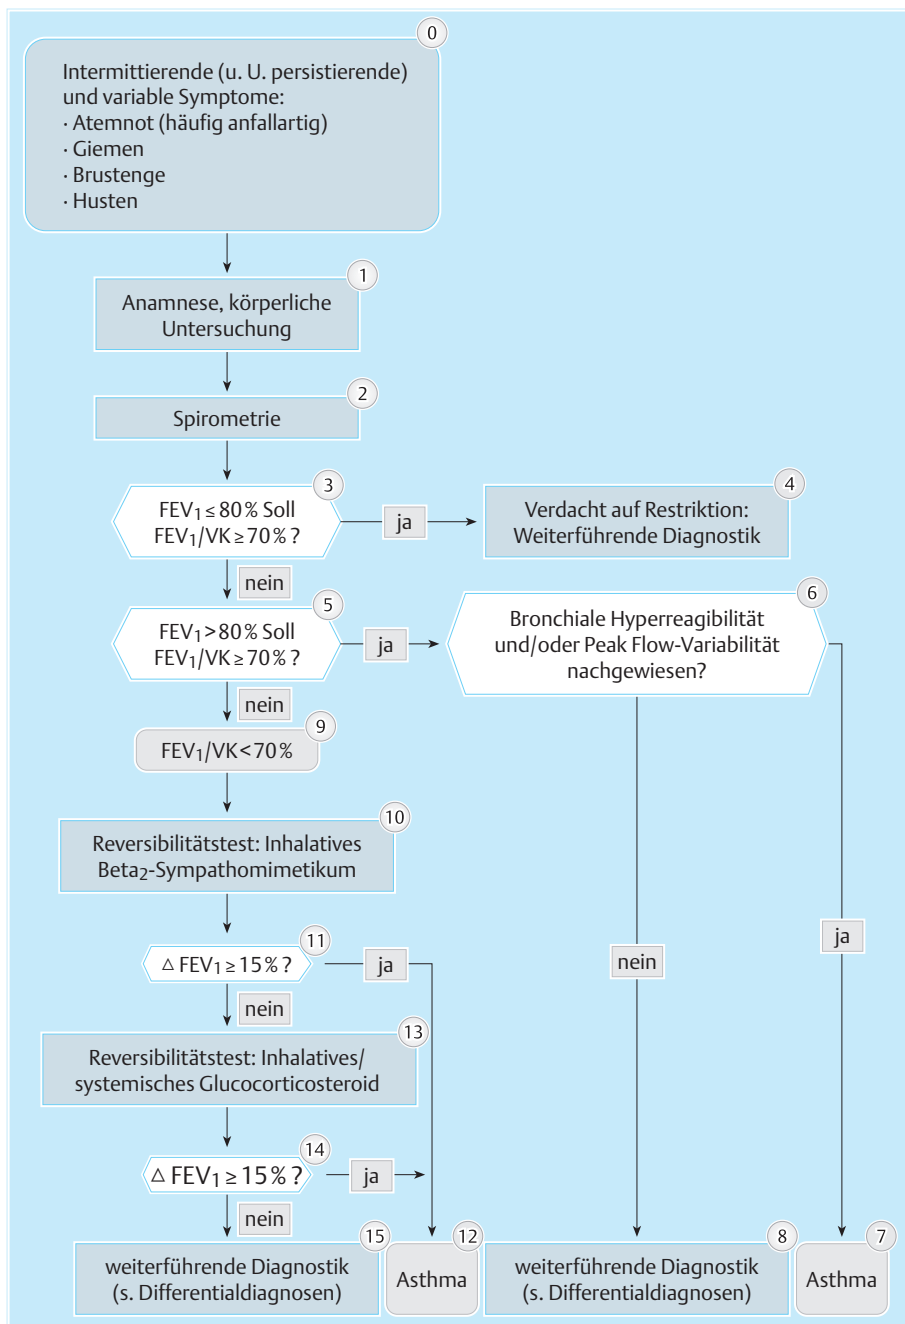 0
Intermittierende (u. U. persistierende)
und variable Symptome:
· Atemnot (häufig anfallartig)
· Giemen
· Brustenge
· Husten
1
Anamnese, körperliche
Untersuchung
2
Spirometrie
3
FEV1 ≤ 80 % Soll
FEV1/VK ≥ 70 % ?
ja
4
Verdacht auf Restriktion:
Weiterführende Diagnostik
nein
5
FEV1 > 80 % Soll
FEV1/VK ≥ 70 % ?
ja
6
Bronchiale Hyperreagibilität
und/oder Peak Flow-Variabilität
nachgewiesen?
nein
9
FEV1/VK < 70 %
10
Reversibilitätstest: Inhalatives
Beta2-Sympathomimetikum
11
△ FEV1 ≥ 15 % ?
ja
nein
ja
nein
13
Reversibilitätstest: Inhalatives/
systemisches Glucocorticosteroid
14
△ FEV1 ≥ 15 % ?
ja
nein
15
weiterführende Diagnostik
(s. Differentialdiagnosen)
12
Asthma
8
weiterführende Diagnostik
(s. Differentialdiagnosen)
7
Asthma